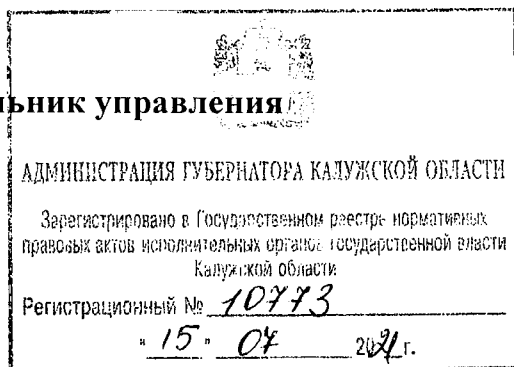 ьник управления
АДМИНИСТРАЦИЯ ГУБЕРНАТОРА КАЛУЖСКОЙ ОБЛАСТИ
Зарегистрировано в Государственном реестре нормативных
правовых актов исполнительных органов государственной власти
Калужской области
Регистрационный № 10773
" 15 " 07 2021 г.